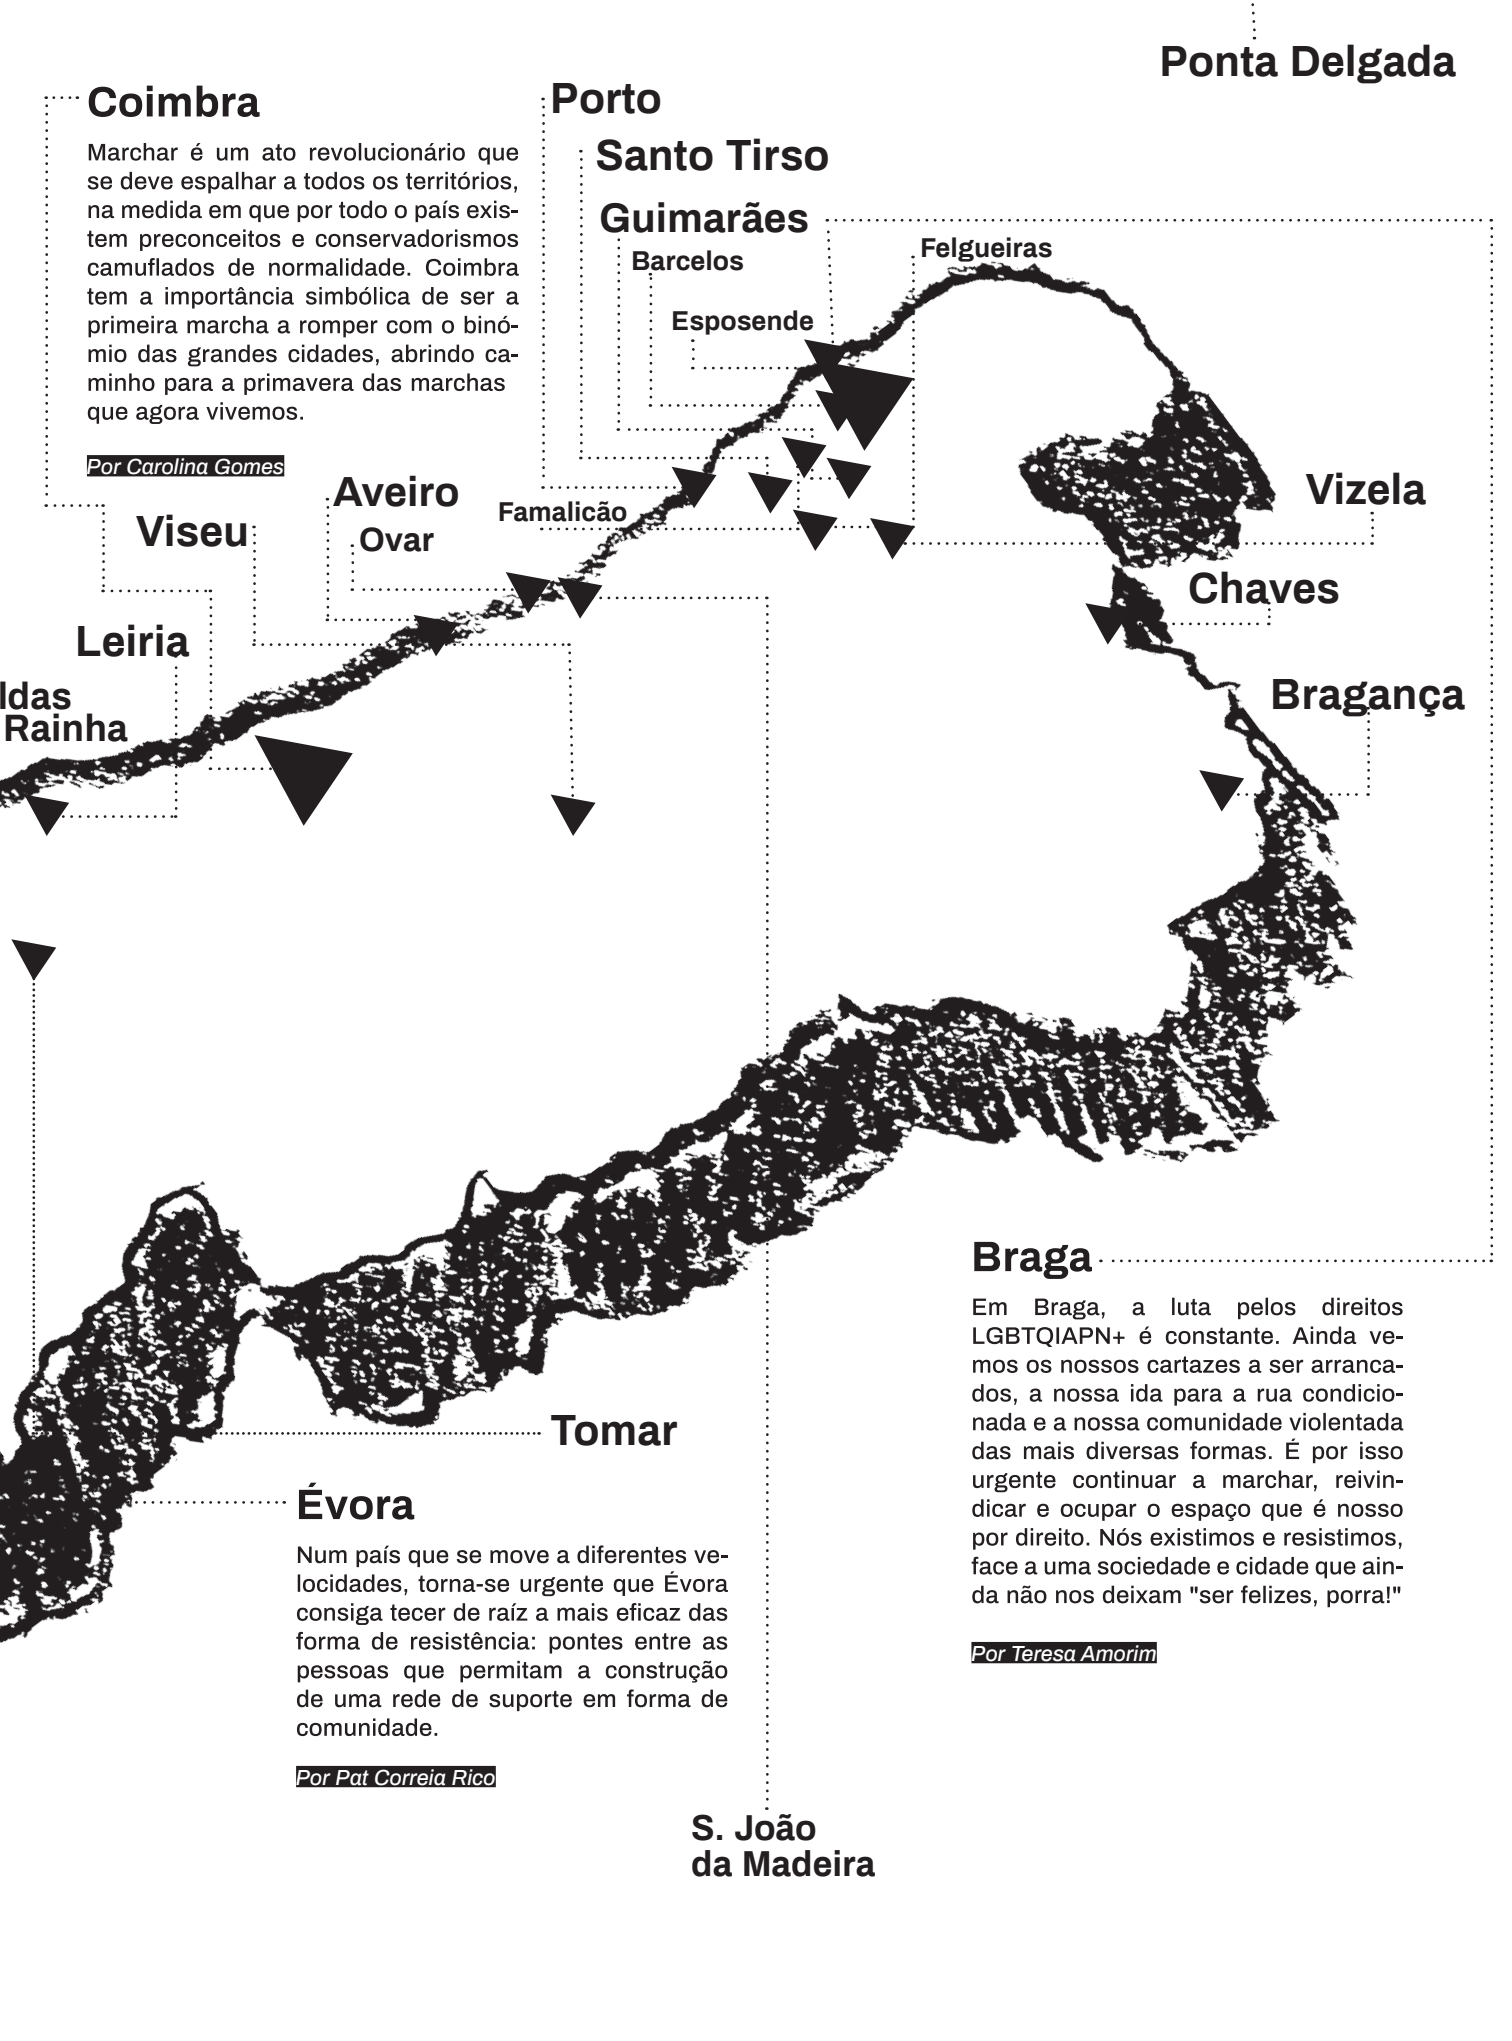 Ponta Delgada
Coimbra
Marchar é um ato revolucionário que
se deve espalhar a todos os territórios,
na medida em que por todo o país exis-
tem preconceitos e conservadorismos
camuflados de normalidade. Coimbra
tem a importância simbólica de ser a
primeira marcha a romper com o binó-
mio das grandes cidades, abrindo ca-
minho para a primavera das marchas
que agora vivemos.
Por Carolina Gomes
Porto
Santo Tirso
Guimarães
Barcelos
Felgueiras
Esposende
Aveiro
Famalicão
Viseu
Ovar
Vizela
Chaves
Leiria
Bragança
ldas
Rainha
Braga
Em Braga, a luta pelos direitos
LGBTQIAPN+ é constante. Ainda ve-
mos os nossos cartazes a ser arranca-
dos, a nossa ida para a rua condicio-
nada e a nossa comunidade violentada
das mais diversas formas. É por isso
urgente continuar a marchar, reivin-
dicar e ocupar o espaço que é nosso
por direito. Nós existimos e resistimos,
face a uma sociedade e cidade que ain-
da não nos deixam "ser felizes, porra!"
Por Teresa Amorim
Tomar
Évora
Num país que se move a diferentes ve-
locidades, torna-se urgente que Évora
consiga tecer de raíz a mais eficaz das
forma de resistência: pontes entre as
pessoas que permitam a construção
de uma rede de suporte em forma de
comunidade.
Por Pat Correia Rico
S. João
da Madeira